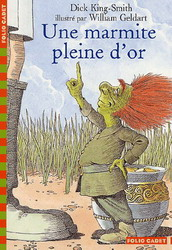 FOLIO CADET
Dick King-Smith
illustré par William Geldart
Une marmite
pleine d'or
FOLIO CADET